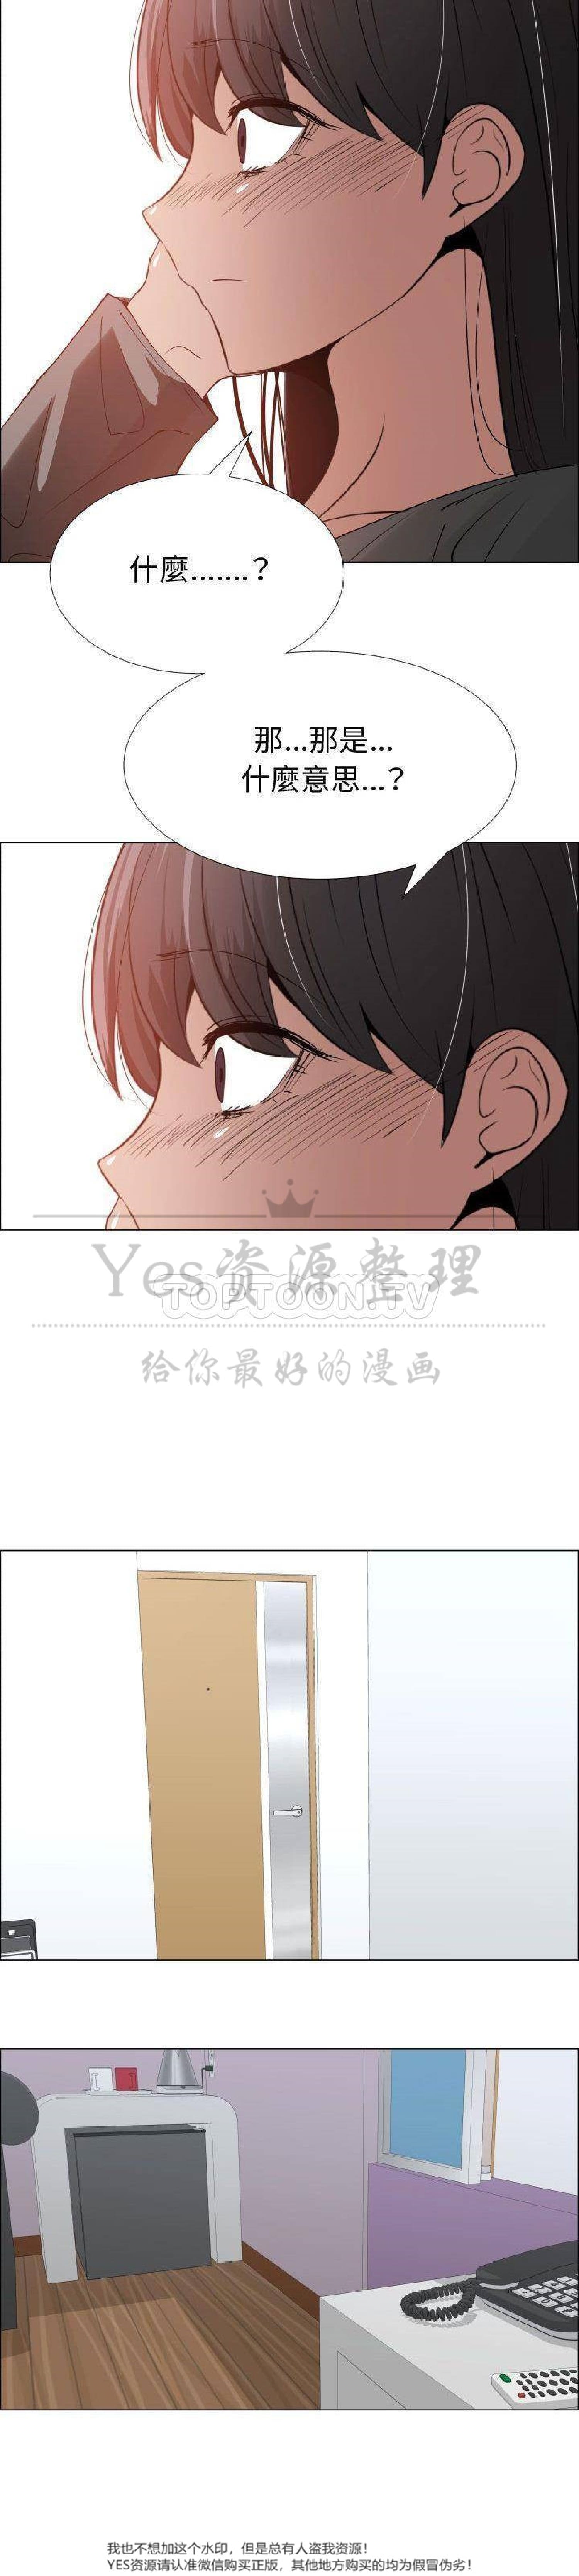 什麼.......？
那...那是...
什麼意思...？
Yes资源整理
TOPTOON.TV
给你最好的漫画
我也不想加这个水印，但是总有人盗我资源！
YES资源请认准微信购买正版，其他地方购买的均为假冒伪劣！